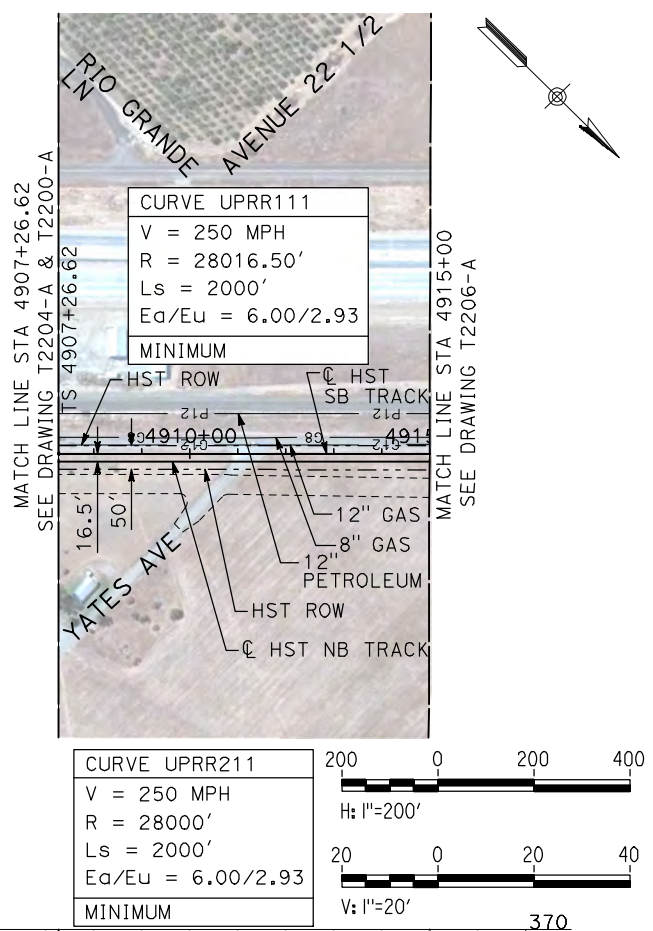 RIO GRANDE
LN
AVENUE 22 1/2
MATCH LINE STA 4907+26.62
SEE DRAWING T2204-A & T2200-A
TS 4907+26.62
CURVE UPRR111
V = 250 MPH
R = 28016.50'
Ls = 2000'
Ea/Eu = 6.00/2.93
MINIMUM
MATCH LINE STA 4915+00
SEE DRAWING T2206-A
HST ROW
℄ HST
SB TRACK
P12
P12
G8
4910+00
G12
G8
G12
4915
16.5'
50'
12" GAS
8" GAS
12"
PETROLEUM
YATES AVE
HST ROW
℄ HST NB TRACK
CURVE UPRR211
V = 250 MPH
R = 28000'
Ls = 2000'
Ea/Eu = 6.00/2.93
MINIMUM
200 0 200 400
H: 1"=200'
20 0 20 40
V: 1"=20'
370